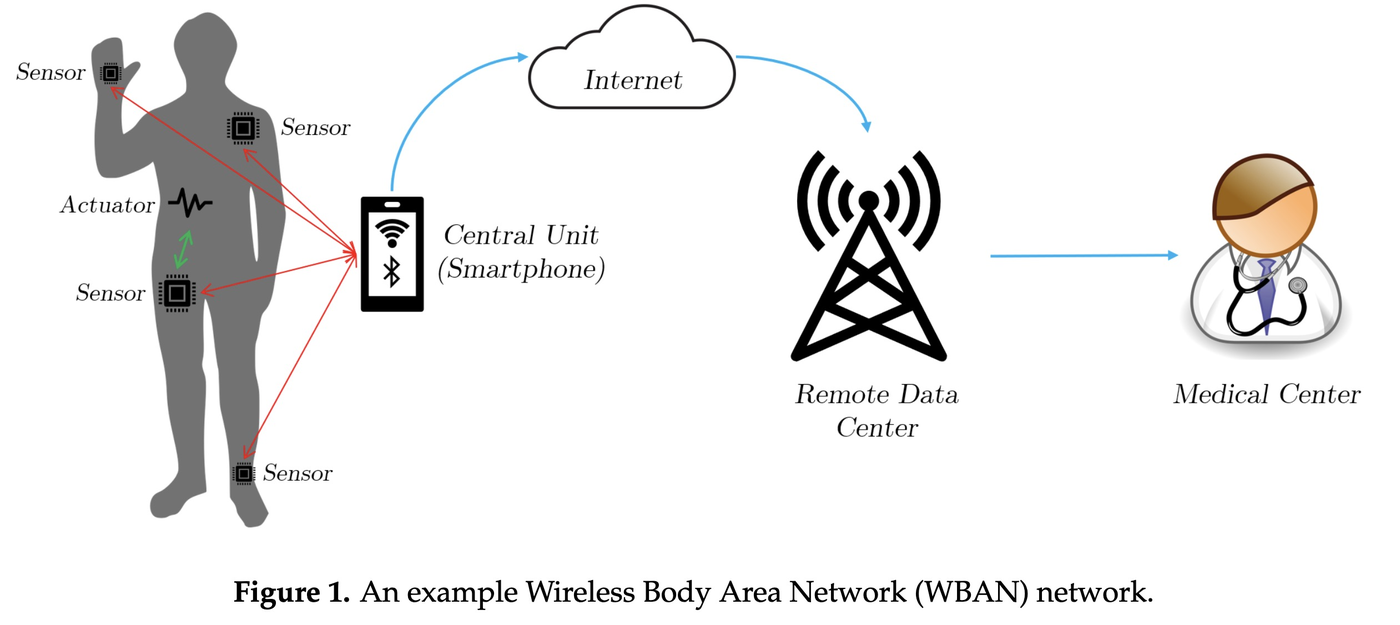 Sensor
Sensor
Actuator
Sensor
Sensor
Central Unit
(Smartphone)
Internet
Remote Data
Center
Medical Center
Figure 1. An example Wireless Body Area Network (WBAN) network.